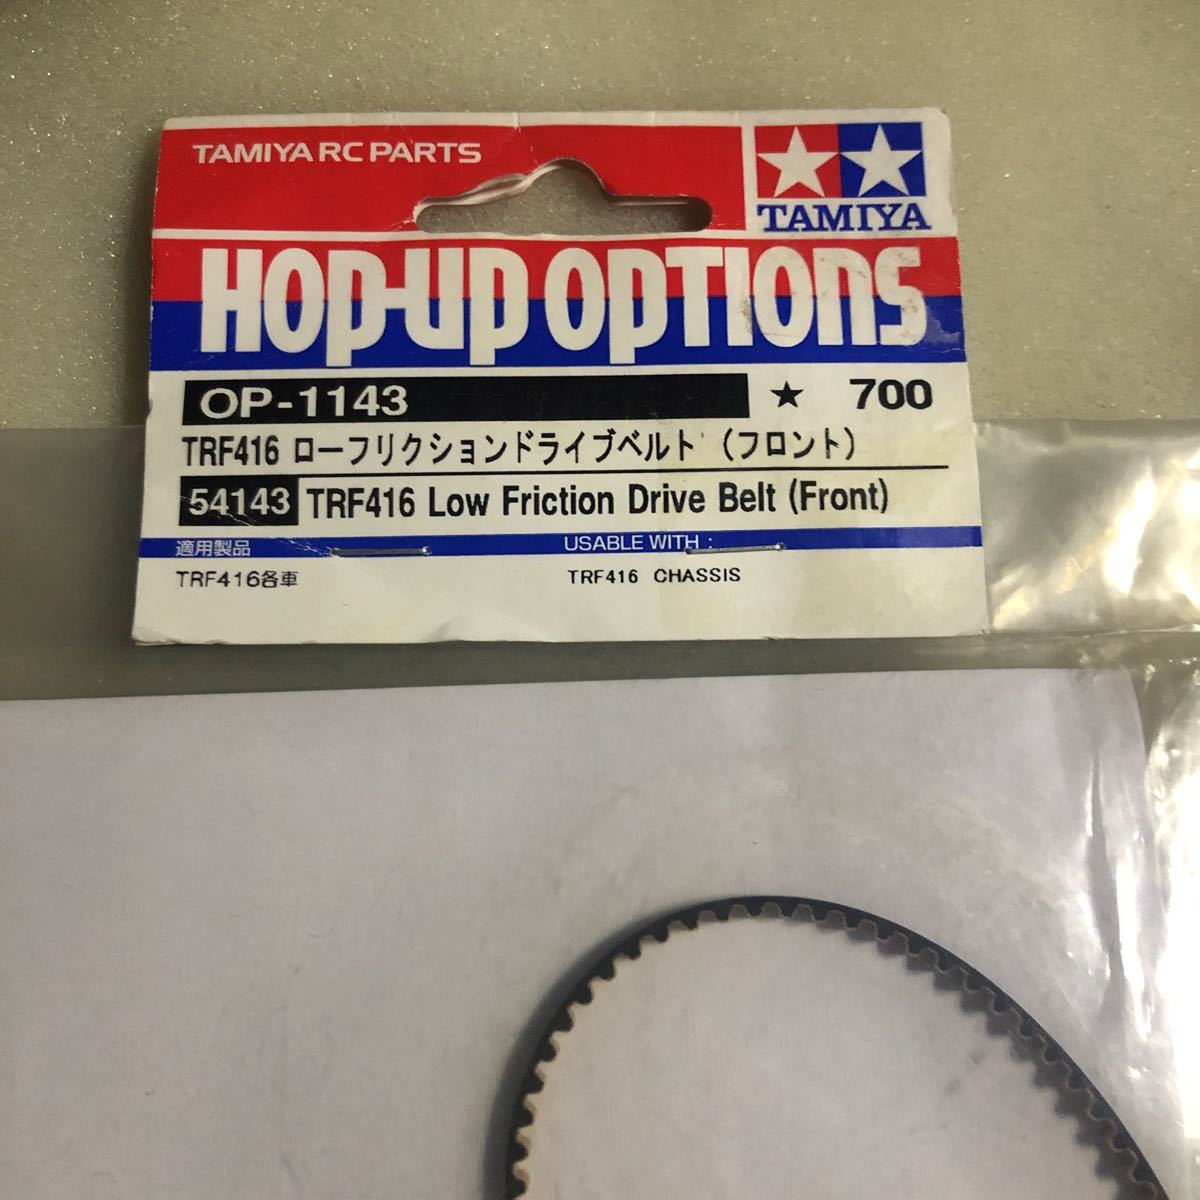 TAMIYA RC PARTS
TAMIYA
HOP-UP OPTIONS
OP-1143 ★ 700
TRF416 ローフリクションドライブベルト（フロント）
54143 TRF416 Low Friction Drive Belt (Front)
適用製品 USABLE WITH :
TRF416各車 TRF416 CHASSIS